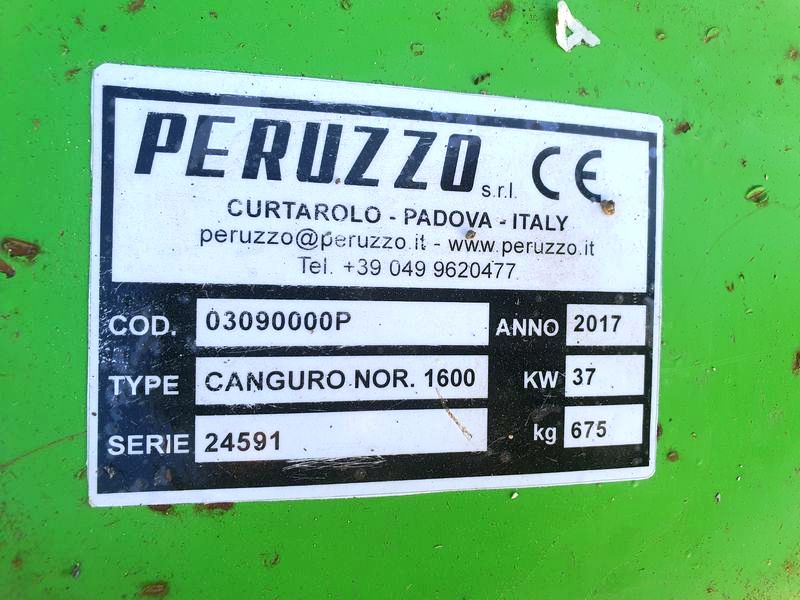 PERUZZO s.r.l. CE
CURTAROLO - PADOVA - ITALY
peruzzo@peruzzo.it - www.peruzzo.it
Tel. +39 049 9620477
COD. 03090000P ANNO 2017
TYPE CANGURO NOR. 1600 KW 37
SERIE 24591 kg 675